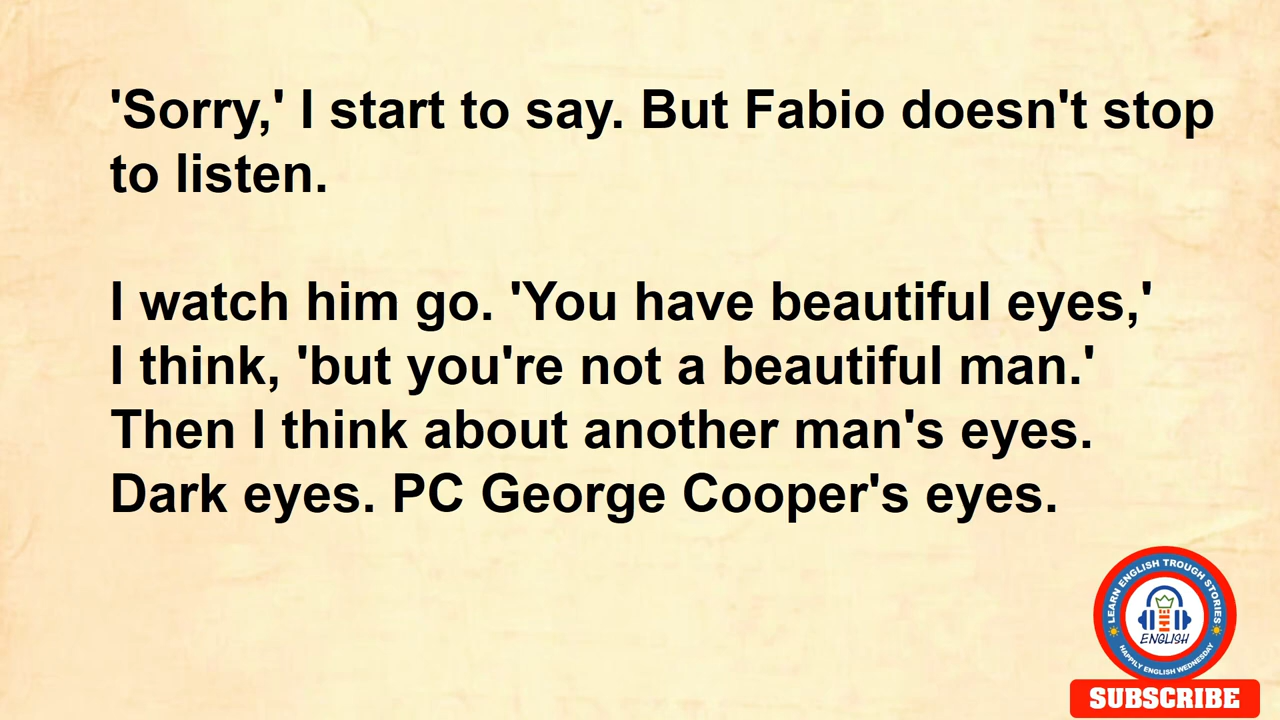 'Sorry,' I start to say. But Fabio doesn't stop
to listen.
I watch him go. 'You have beautiful eyes,'
I think, 'but you're not a beautiful man.'
Then I think about another man's eyes.
Dark eyes. PC George Cooper's eyes.
LEARN ENGLISH TROUGH STORIES
ENGLISH
HAPPILY ENGLISH WEDNESDAY
SUBSCRIBE